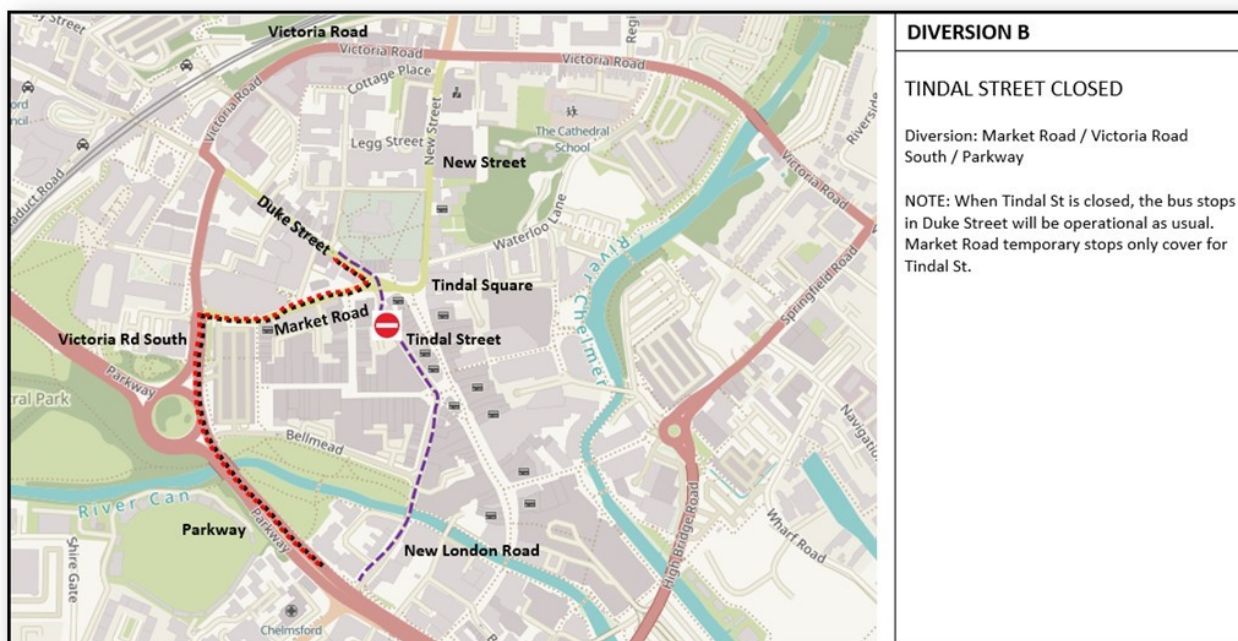 Victoria Road
Victoria Road
Victoria Road
Victoria Road
Cottage Place
Legg Street
New Street
New Street
The Cathedral
School
Riverside
Victoria Road
Duke Street
Waterloo Lane
River Chelmer
Tindal Square
Springfield Road
Market Road
Tindal Street
Victoria Rd South
Parkway
Bellmead
River Can
Parkway
Parkway
New London Road
High Bridge Road
Wharf Road
Shire Gate
Chelmsford
DIVERSION B
TINDAL STREET CLOSED
Diversion: Market Road / Victoria Road
South / Parkway
NOTE: When Tindal St is closed, the bus stops
in Duke Street will be operational as usual.
Market Road temporary stops only cover for
Tindal St.